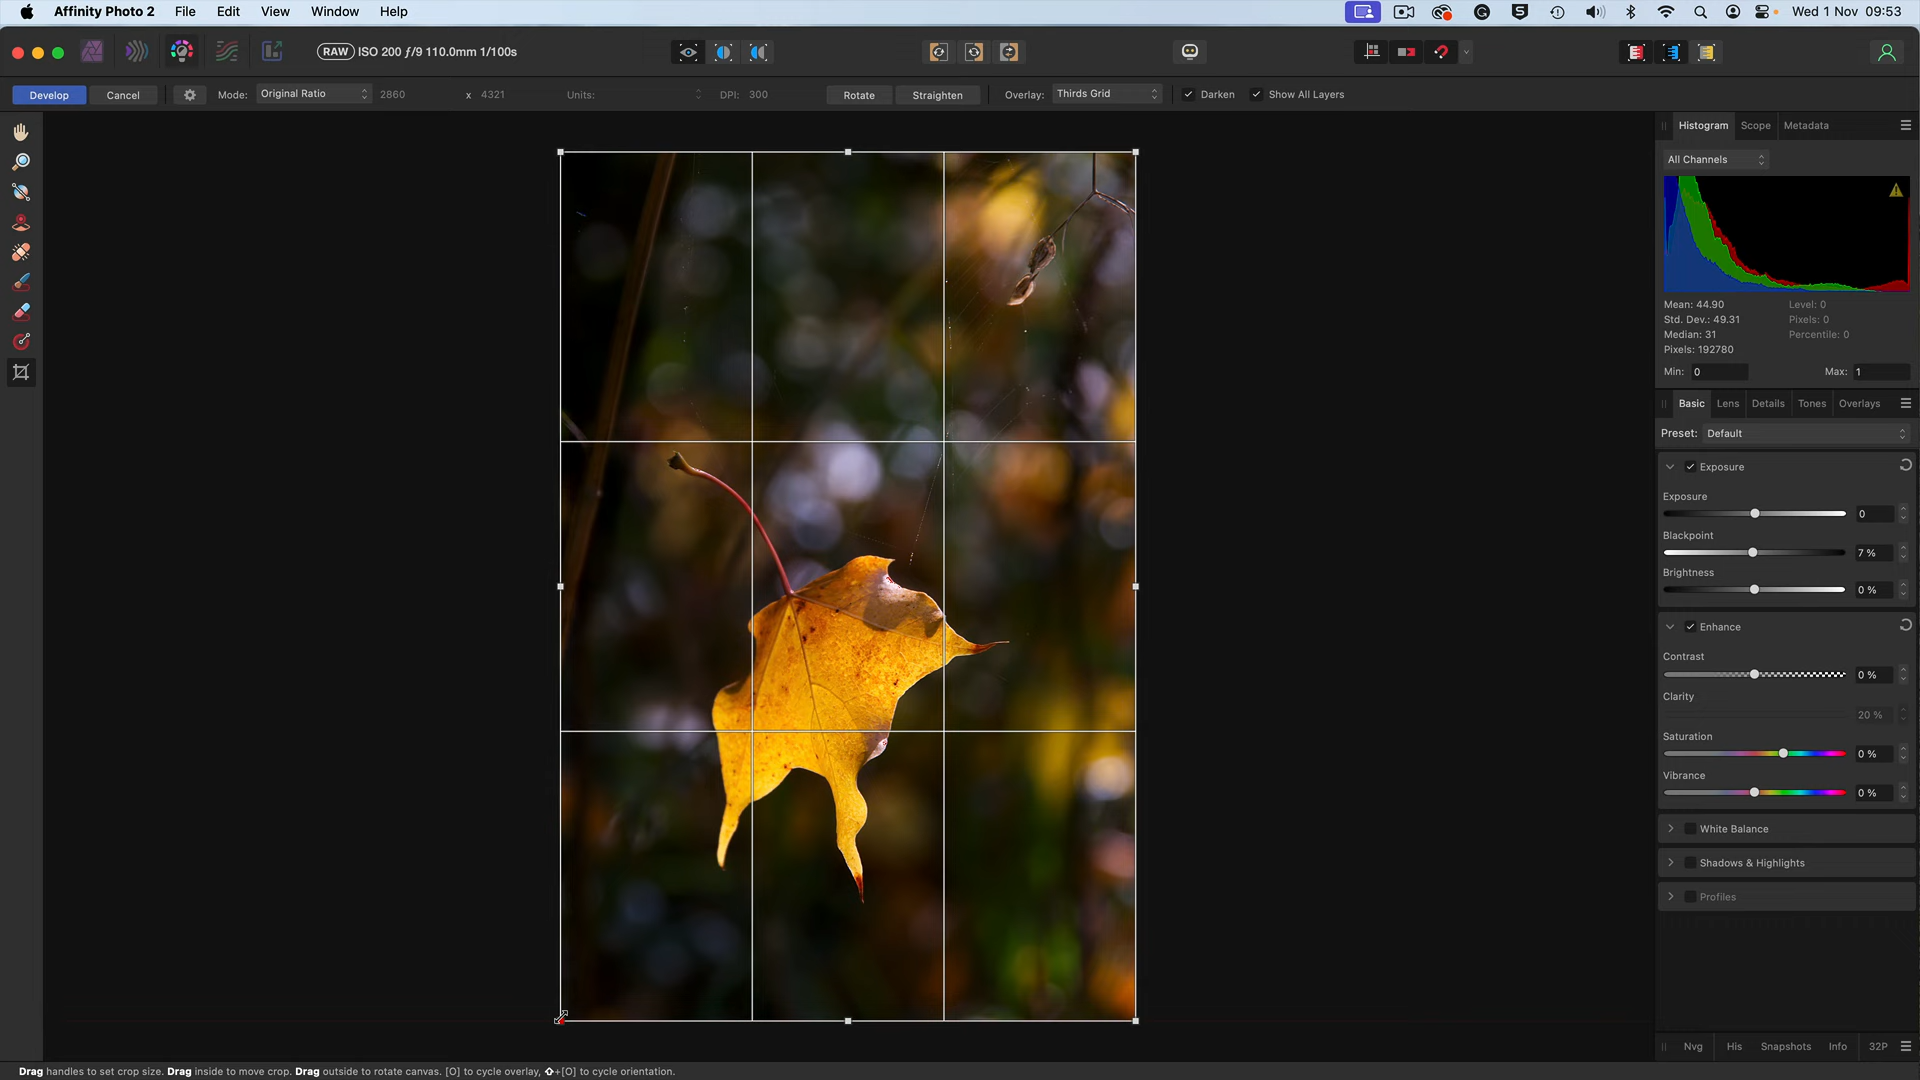 Affinity Photo 2 File Edit View Window Help Wed 1 Nov 09:53
RAW ISO 200 ƒ/9 110.0mm 1/100s
Develop Cancel Mode: Original Ratio 2860 x 4321 Units: DPI: 300 Rotate Straighten Overlay: Thirds Grid Darken Show All Layers
Histogram Scope Metadata
All Channels
Mean: 44.90 Level: 0
Std. Dev.: 49.31 Pixels: 0
Median: 31 Percentile: 0
Pixels: 192780
Min: 0 Max: 1
Basic Lens Details Tones Overlays
Preset: Default
Exposure
Exposure
0
Blackpoint
7 %
Brightness
0 %
Enhance
Contrast
0 %
Clarity
20 %
Saturation
0 %
Vibrance
0 %
White Balance
Shadows & Highlights
Profiles
Nvg His Snapshots Info 32P
Drag handles to set crop size. Drag inside to move crop. Drag outside to rotate canvas. [O] to cycle overlay, ⇧+[O] to cycle orientation.